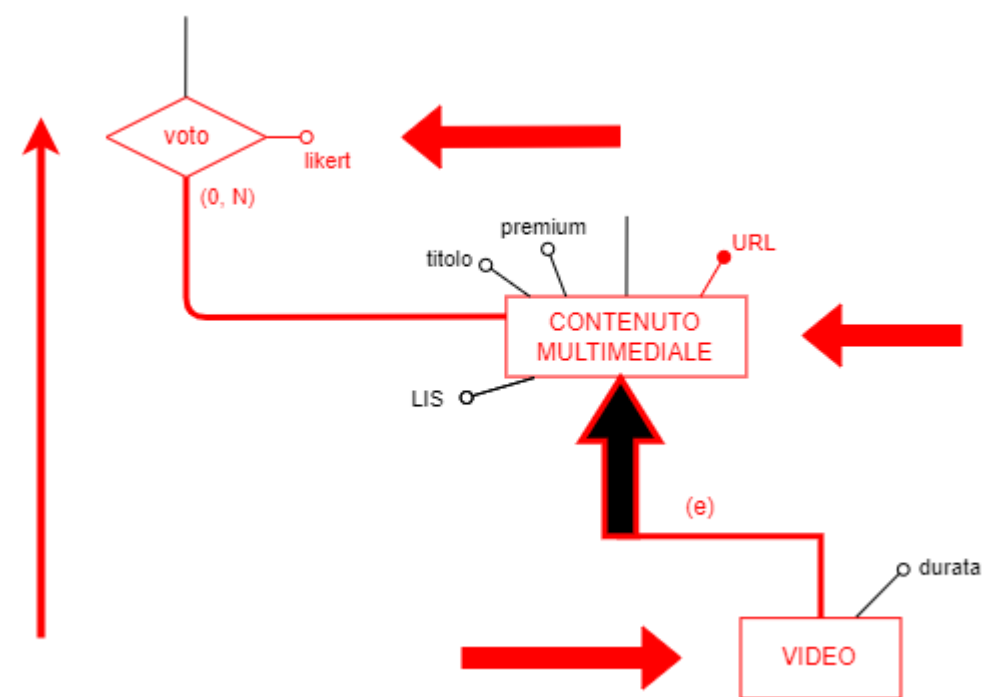 voto
likert
(0, N)
premium
titolo
URL
CONTENUTO
MULTIMEDIALE
LIS
(e)
durata
VIDEO